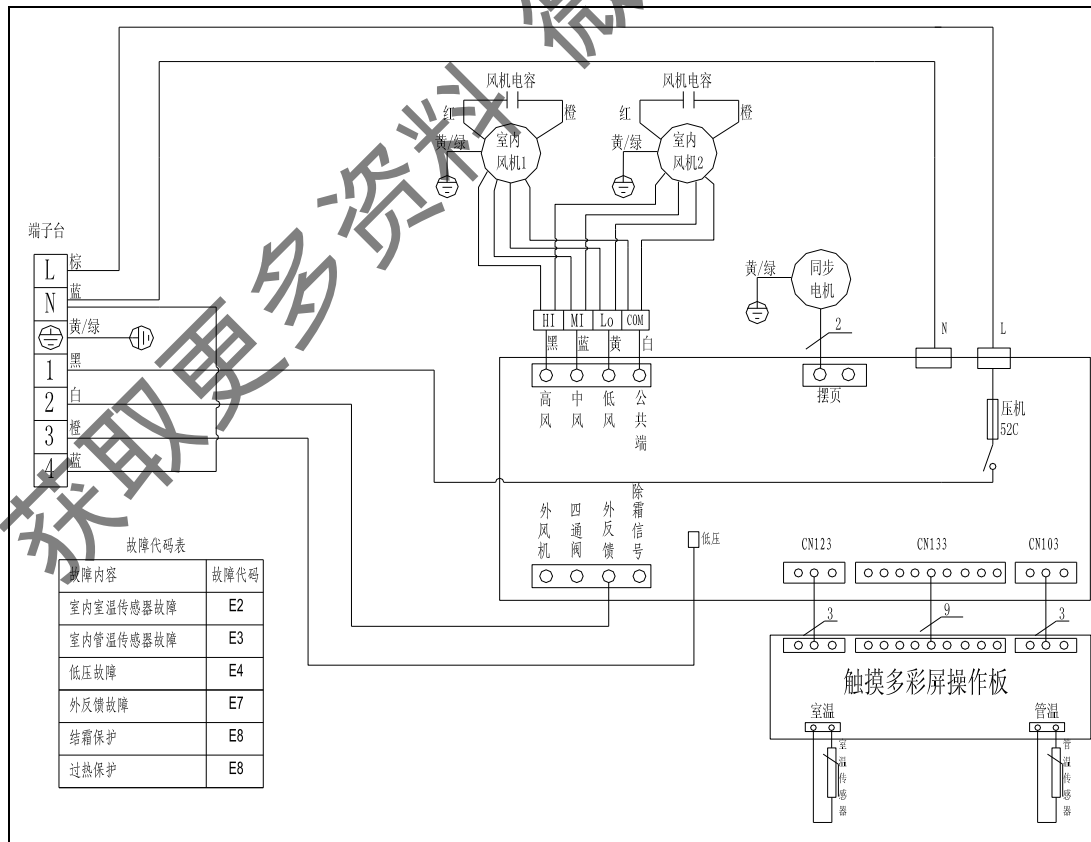 获取更多资料 微
风机电容
风机电容
红
橙
红
橙
黄/绿
室内
风机1
黄/绿
室内
风机2
端子台
L
棕
N
蓝
黄/绿
1
黑
2
白
3
橙
4
蓝
黄/绿
同步
电机
2
N
L
HI
MI
Lo
COM
黑
蓝
黄
白
高风
中风
低风
公共端
摆页
压机
52C
外风机
四通阀
外反馈
除霜信号
低压
CN123
CN133
CN103
3
9
3
触摸多彩屏操作板
室温
管温
室温传感器
管温传感器
故障代码表
故障内容 故障代码
室内室温传感器故障 E2
室内管温传感器故障 E3
低压故障 E4
外反馈故障 E7
结霜保护 E8
过热保护 E8